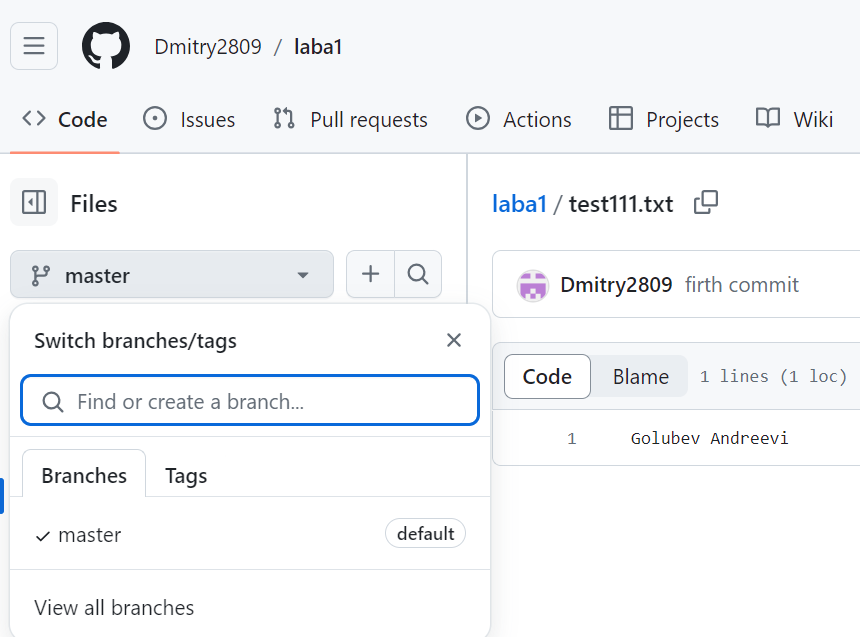 Dmitry2809 / laba1
Code Issues Pull requests Actions Projects Wiki
Files
master
Switch branches/tags
Find or create a branch...
Branches Tags
master default
View all branches
laba1 / test111.txt
Dmitry2809 firth commit
Code Blame 1 lines (1 loc)
1 Golubev Andreevi